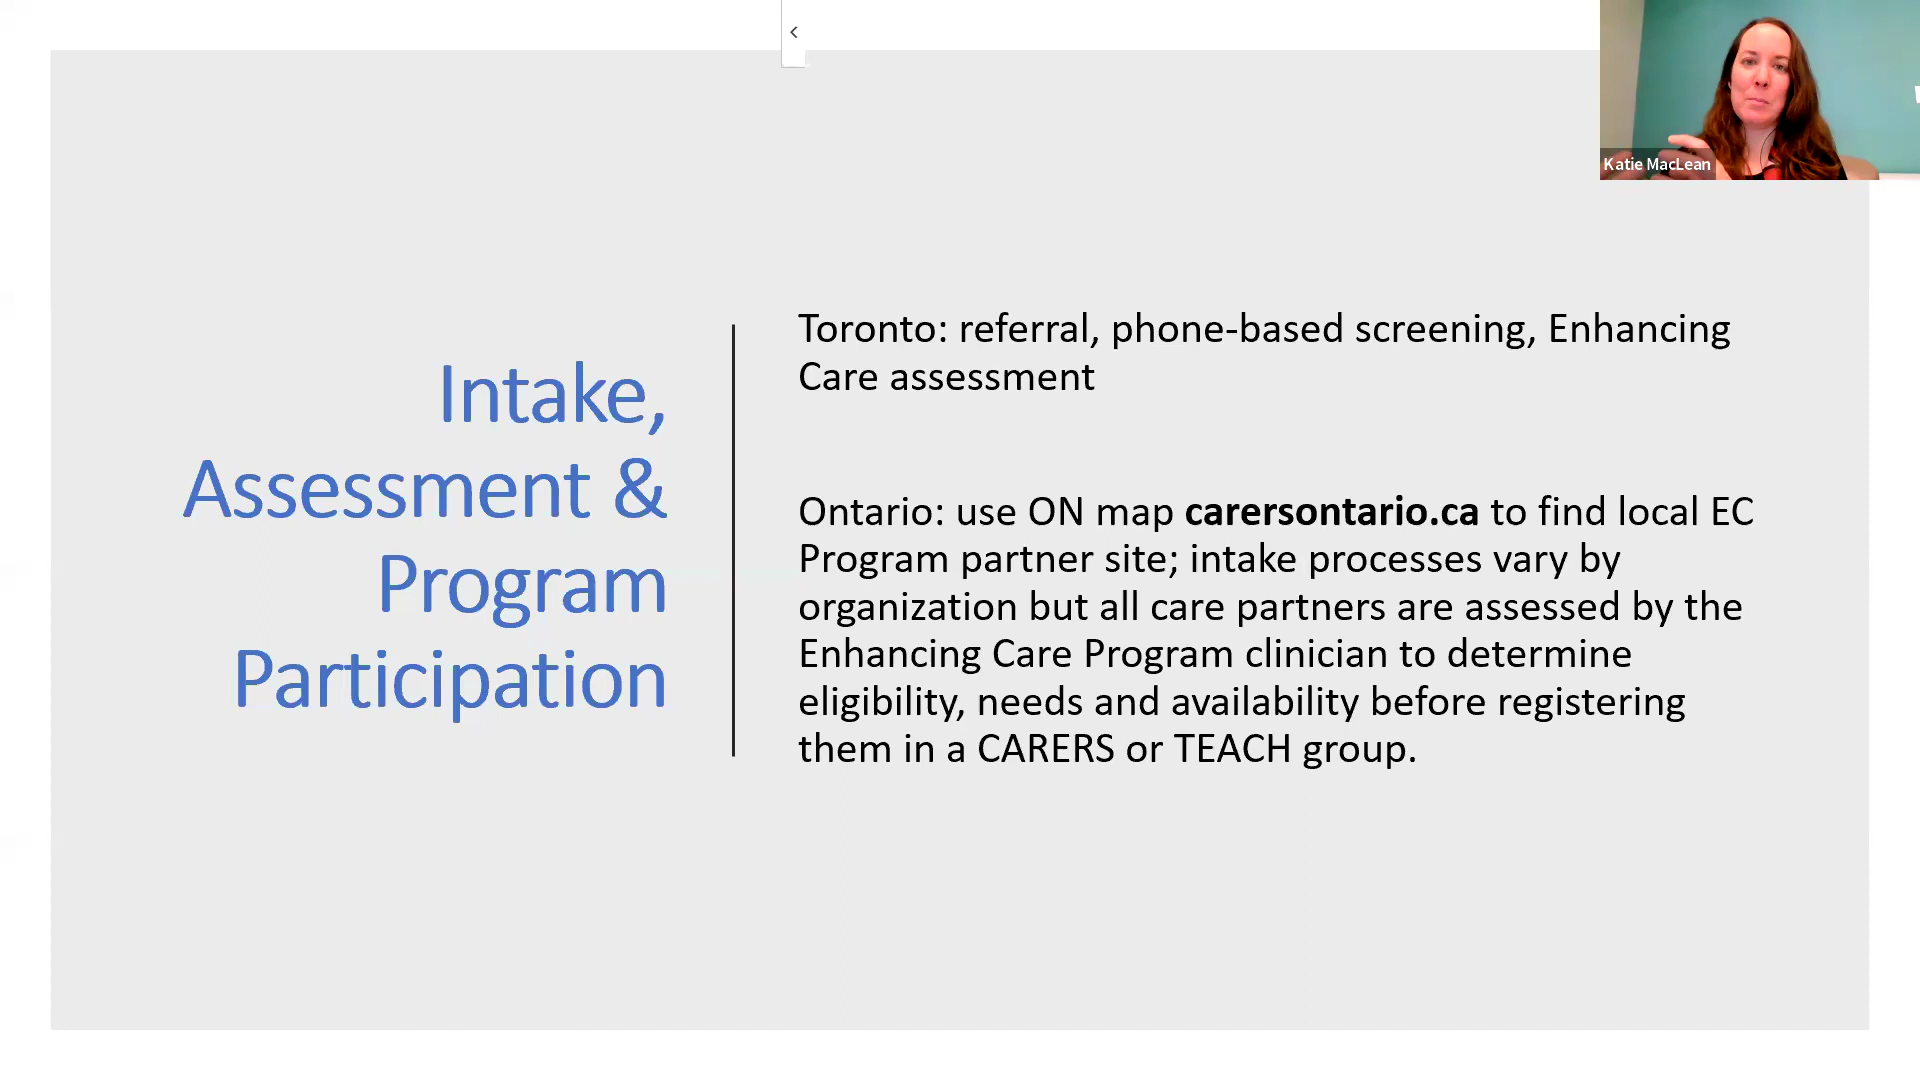 Katie MacLean
Intake,
Assessment &
Program
Participation
Toronto: referral, phone-based screening, Enhancing
Care assessment
Ontario: use ON map carersontario.ca to find local EC
Program partner site; intake processes vary by
organization but all care partners are assessed by the
Enhancing Care Program clinician to determine
eligibility, needs and availability before registering
them in a CARERS or TEACH group.